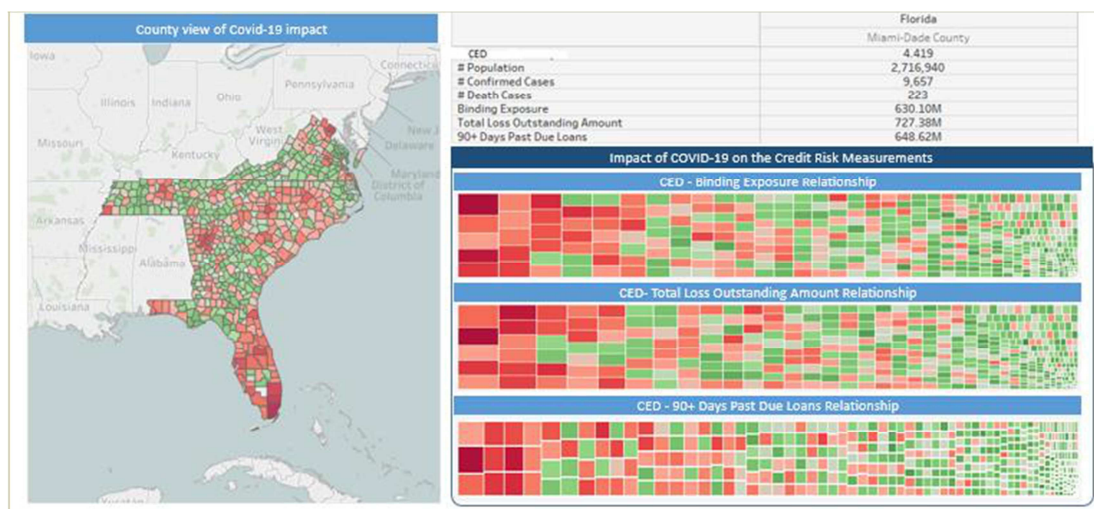 County view of Covid-19 impact
Iowa
Connecticut
Pennsylvania
Ohio
Illinois
Indiana
New J
West
Virgin
Delaware
Missouri
Kentucky
Maryland
District of
Columbia
Arkansas
Mississippi
Alabama
Louisiana
Florida
Miami-Dade County
CED 4.419
# Population 2,716,940
# Confirmed Cases 9,657
# Death Cases 223
Binding Exposure 630.10M
Total Loss Outstanding Amount 727.38M
90+ Days Past Due Loans 648.62M
Impact of COVID-19 on the Credit Risk Measurements
CED - Binding Exposure Relationship
CED- Total Loss Outstanding Amount Relationship
CED - 90+ Days Past Due Loans Relationship